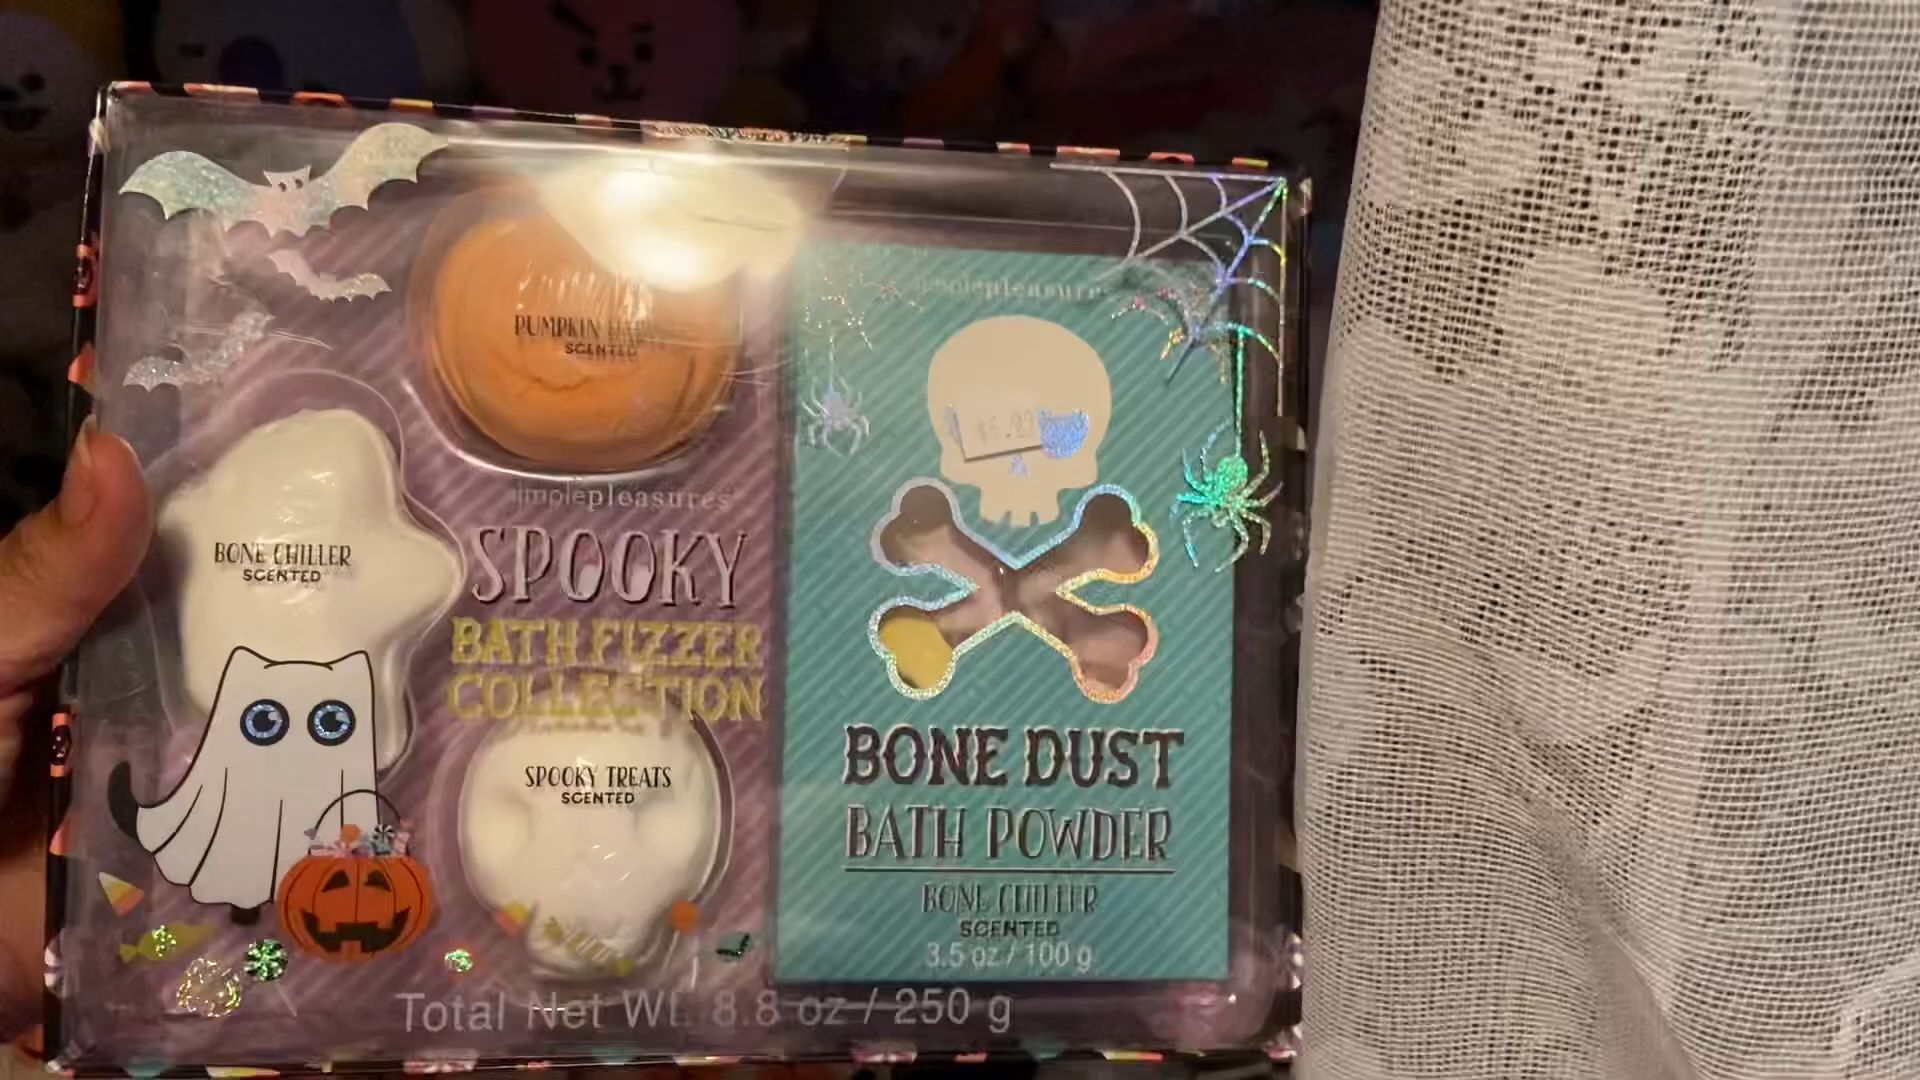 PUMPKIN
SCENTED
BONE CHILLER
SCENTED
simplepleasures
SPOOKY
BATH FIZZER
COLLECTION
SPOOKY TREATS
SCENTED
simplepleasures
BONE DUST
BATH POWDER
BONE CHILLER
SCENTED
3.5 oz / 100 g
Total Net Wt. 8.8 oz / 250 g